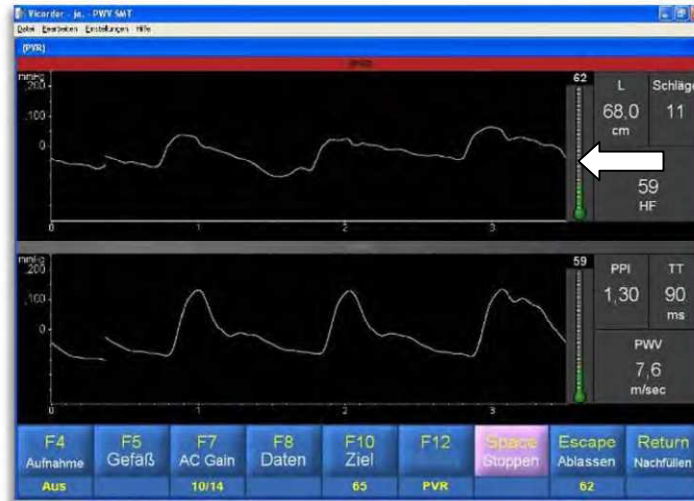 Vicorder - ja, - PWV SMT
Datei Bearbeiten Einstellungen Hilfe
(PVR)
mmHg
.200
.100
0
0 1 2 3
62
L
68,0
cm
Schläge
11
59
HF
mmHg
.200
.100
0
0 1 2 3
59
PPI
1,30
TT
90
ms
PWV
7,6
m/sec
F4 F5 F7 F8 F10 F12 Space Escape Return
Aufnahme Gefäß AC Gain Daten Ziel Stoppen Ablassen Nachfüllen
Aus 10/14 65 PVR 62